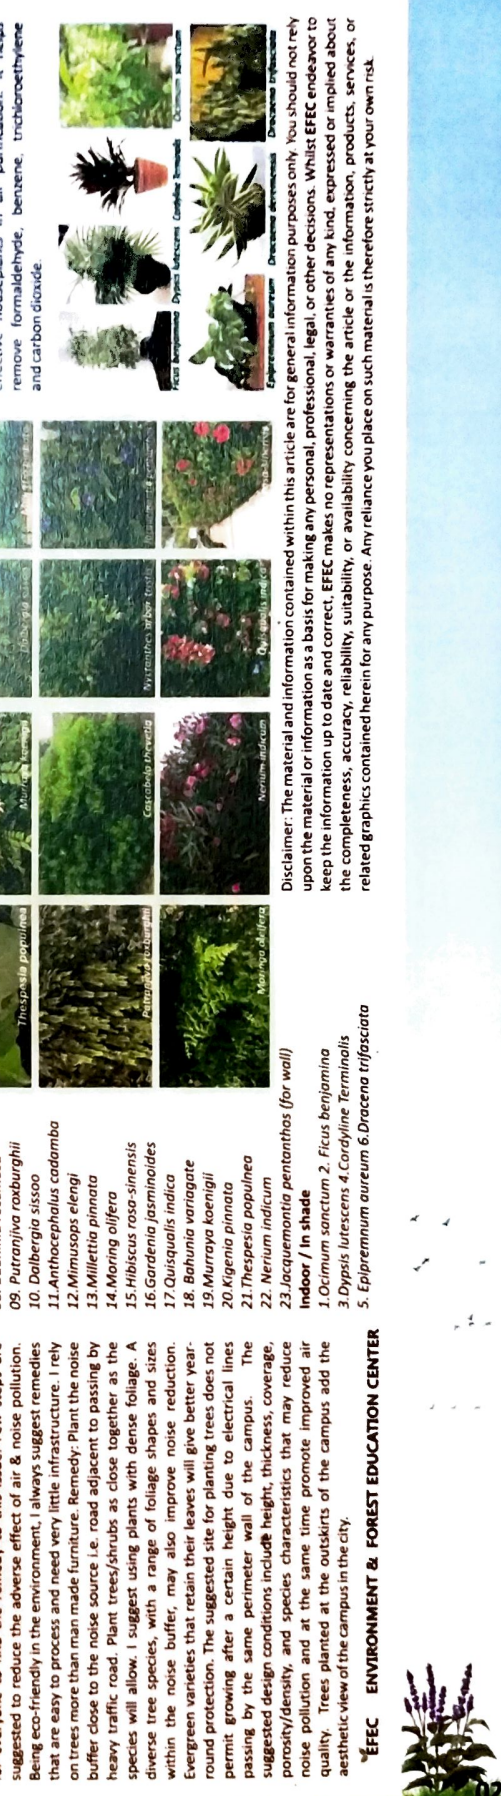 suggested to reduce the adverse effect of air & noise pollution.
Being eco-friendly in the environment, I always suggest remedies
that are easy to process and need very little infrastructure. I rely
on trees more than man made furniture. Remedy: Plant the noise
buffer close to the noise source i.e. road adjacent to passing by
heavy traffic road. Plant trees/shrubs as close together as the
species will allow. I suggest using plants with dense foliage. A
diverse tree species, with a range of foliage shapes and sizes
within the noise buffer, may also improve noise reduction.
Evergreen varieties that retain their leaves will give better year-
round protection. The suggested site for planting trees does not
permit growing after a certain height due to electrical lines
passing by the same perimeter wall of the campus. The
suggested design conditions include height, thickness, coverage,
porosity/density, and species characteristics that may reduce
noise pollution and at the same time promote improved air
quality. Trees planted at the outskirts of the campus add the
aesthetic view of the campus in the city.
EFEC ENVIRONMENT & FOREST EDUCATION CENTER
09. Putranjiva roxburghii
10. Dalbergia sissoo
11.Anthocephalus cadamba
12.Mimusops elengi
13.Millettia pinnata
14.Moring olifera
15.Hibiscus rosa-sinensis
16.Gardenia jasminoides
17.Quisqualis indica
18. Bahunia variagate
19.Murraya koenigii
20.Kigenia pinnata
21.Thespesia populnea
22. Nerium indicum
23.Jacquemontia pentanthos (for wall)
Indoor / In shade
1.Ocimum sanctum 2. Ficus benjamina
3.Dypsis lutescens 4.Cordyline Terminalis
5. Epipremnum aureum 6.Dracena trifasciata
Thespesia populnea
Murraya koenigii
Putranjiva roxburghii
Cascabela thevetia
Nyctanthes arbor tristis
Moringa oleifera
Nerium indicum
Quisqualis indica
remove formaldehyde, benzene, trichloroethylene
and carbon dioxide.
Ficus benjamina
Dypsis lutescens
Cordyline terminalis
Ocimum sanctum
Epipremnum aureum
Dracaena deremensis
Dracaena trifasciata
Disclaimer: The material and information contained within this article are for general information purposes only. You should not rely
upon the material or information as a basis for making any personal, professional, legal, or other decisions. Whilst EFEC endeavor to
keep the information up to date and correct, EFEC makes no representations or warranties of any kind, expressed or implied about
the completeness, accuracy, reliability, suitability, or availability concerning the article or the information, products, services, or
related graphics contained herein for any purpose. Any reliance you place on such material is therefore strictly at your own risk.